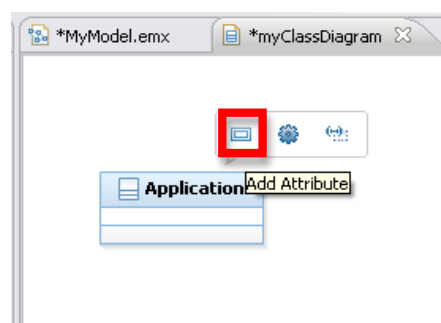 *MyModel.emx
*myClassDiagram
Application
Add Attribute